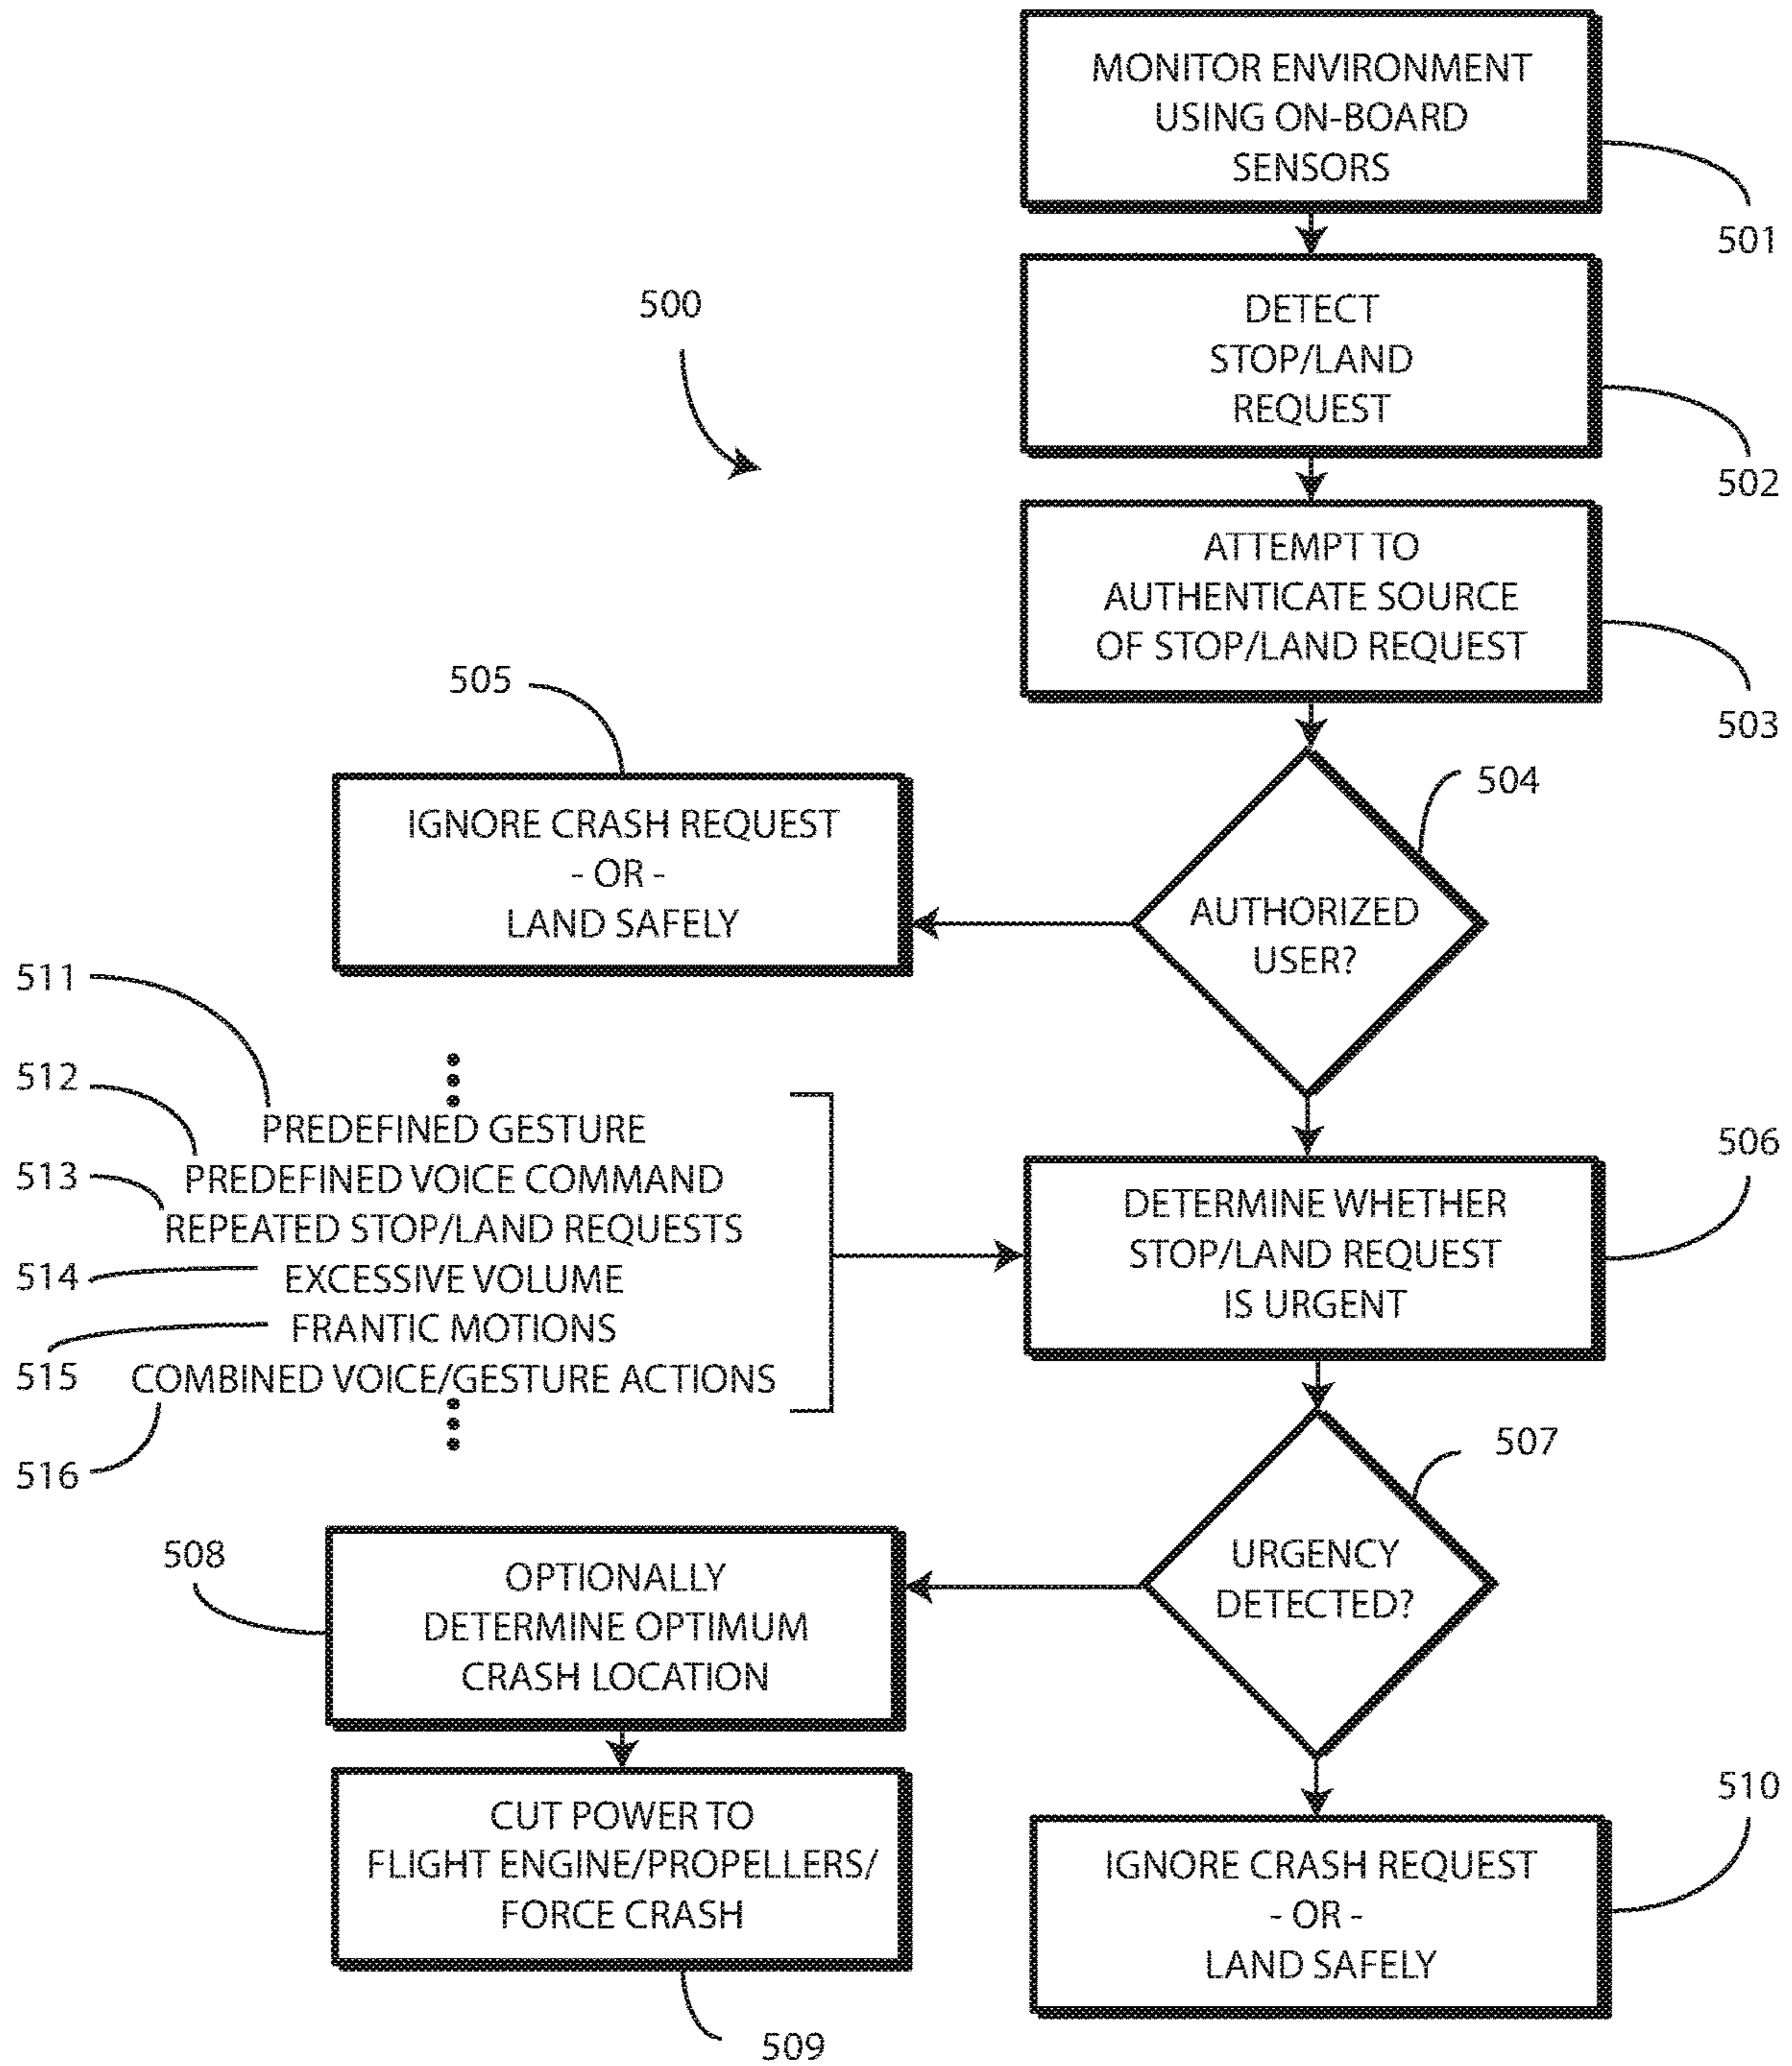 MONITOR ENVIRONMENT
USING ON-BOARD
SENSORS
501
500
DETECT
STOP/LAND
REQUEST
502
ATTEMPT TO
AUTHENTICATE SOURCE
OF STOP/LAND REQUEST
503
505
504
IGNORE CRASH REQUEST
- OR -
LAND SAFELY
AUTHORIZED
USER?
511
512
513
514
515
516
PREDEFINED GESTURE
PREDEFINED VOICE COMMAND
REPEATED STOP/LAND REQUESTS
EXCESSIVE VOLUME
FRANTIC MOTIONS
COMBINED VOICE/GESTURE ACTIONS
506
DETERMINE WHETHER
STOP/LAND REQUEST
IS URGENT
507
URGENCY
DETECTED?
508
OPTIONALLY
DETERMINE OPTIMUM
CRASH LOCATION
CUT POWER TO
FLIGHT ENGINE/PROPELLERS/
FORCE CRASH
509
510
IGNORE CRASH REQUEST
- OR -
LAND SAFELY